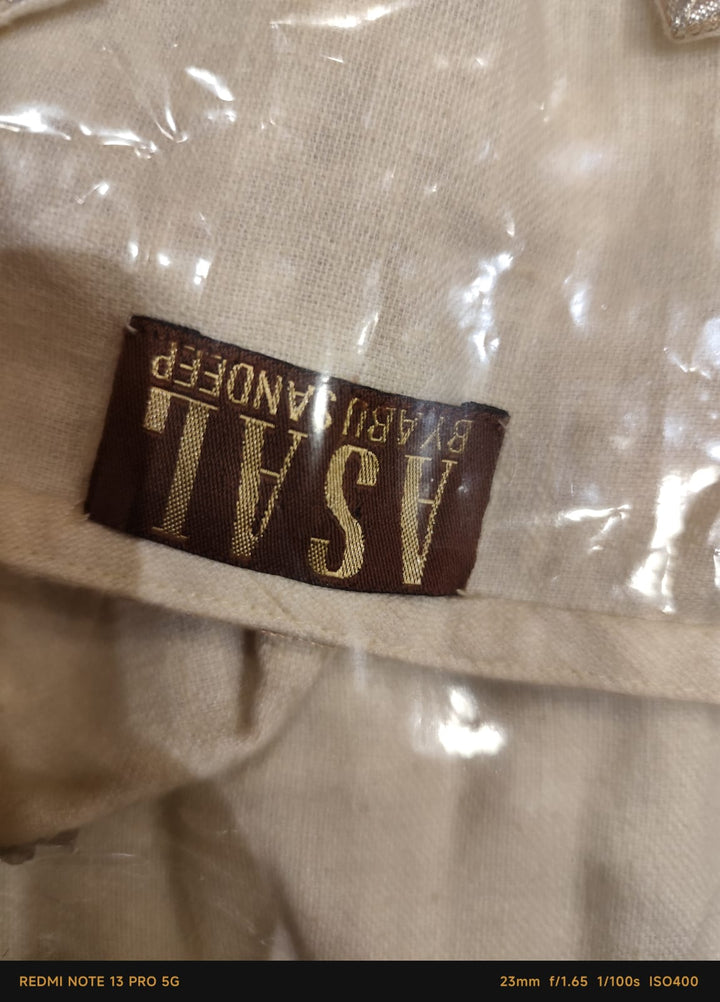 ASAL
BY ABU SANDEEP
REDMI NOTE 13 PRO 5G
23mm f/1.65 1/100s ISO400